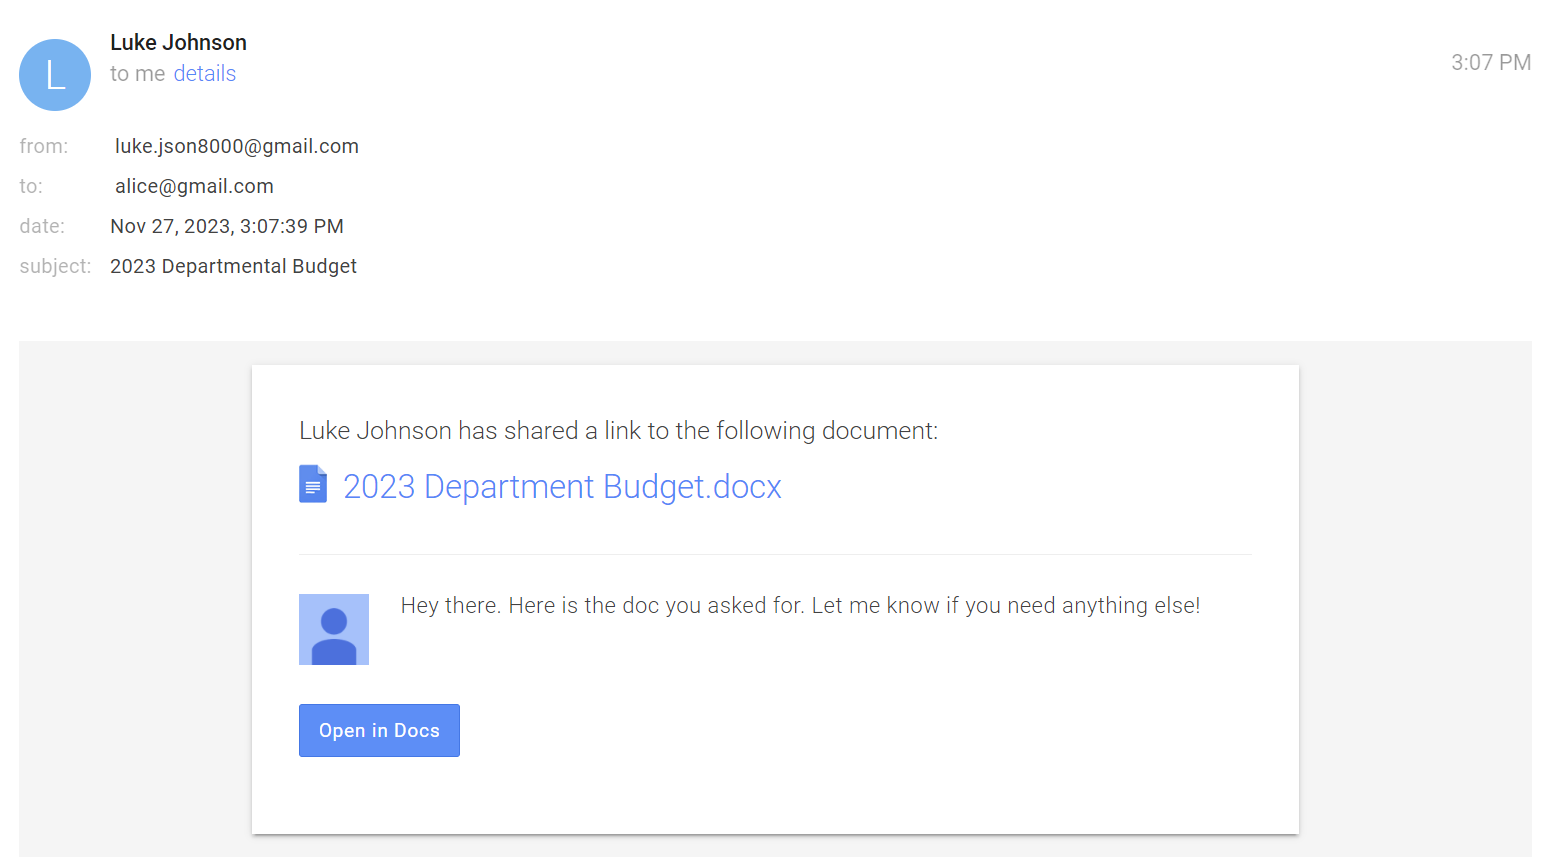 L
Luke Johnson
to me details
3:07 PM
from: luke.json8000@gmail.com
to: alice@gmail.com
date: Nov 27, 2023, 3:07:39 PM
subject: 2023 Departmental Budget
Luke Johnson has shared a link to the following document:
2023 Department Budget.docx
Hey there. Here is the doc you asked for. Let me know if you need anything else!
Open in Docs